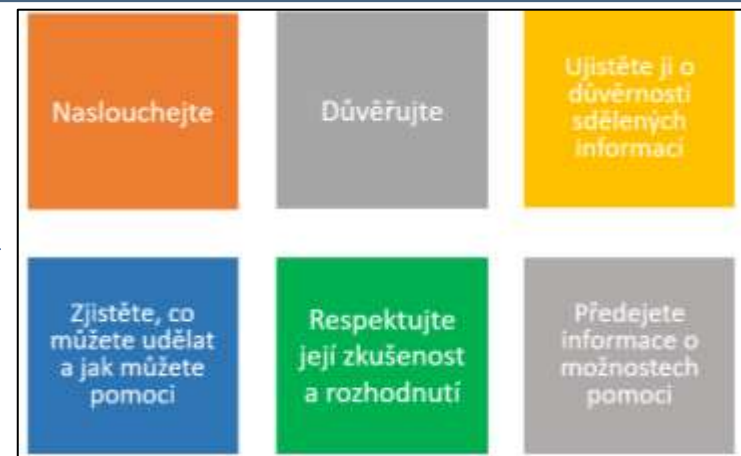 Naslouchejte
Důvěřujte
Ujistěte ji o
důvěrnosti
sdělených
informací
Zjistěte, co
můžete udělat
a jak můžete
pomoci
Respektujte
její zkušenost
a rozhodnutí
Předejete
informace o
možnostech
pomoci